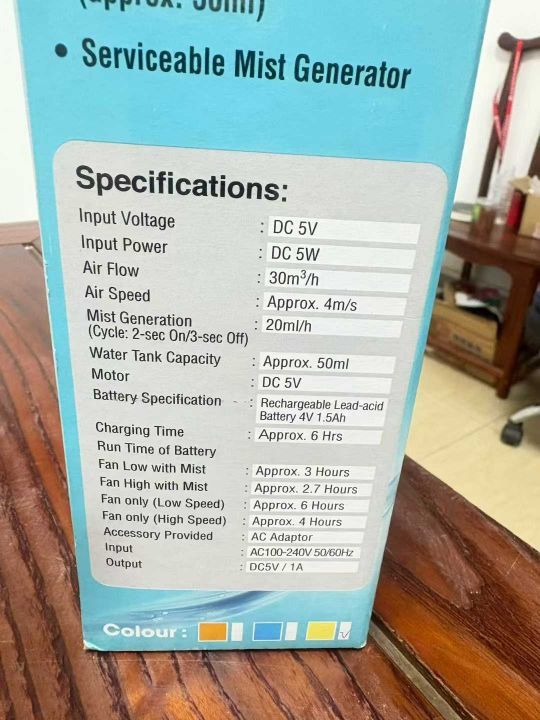 (approx. 50ml)
• Serviceable Mist Generator
Specifications:
Input Voltage : DC 5V
Input Power : DC 5W
Air Flow : 30m³/h
Air Speed : Approx. 4m/s
Mist Generation : 20ml/h
(Cycle: 2-sec On/3-sec Off)
Water Tank Capacity : Approx. 50ml
Motor : DC 5V
Battery Specification : Rechargeable Lead-acid
Battery 4V 1.5Ah
Charging Time : Approx. 6 Hrs
Run Time of Battery
Fan Low with Mist : Approx. 3 Hours
Fan High with Mist : Approx. 2.7 Hours
Fan only (Low Speed) : Approx. 6 Hours
Fan only (High Speed) : Approx. 4 Hours
Accessory Provided : AC Adaptor
Input : AC100-240V 50/60Hz
Output : DC5V / 1A
Colour :